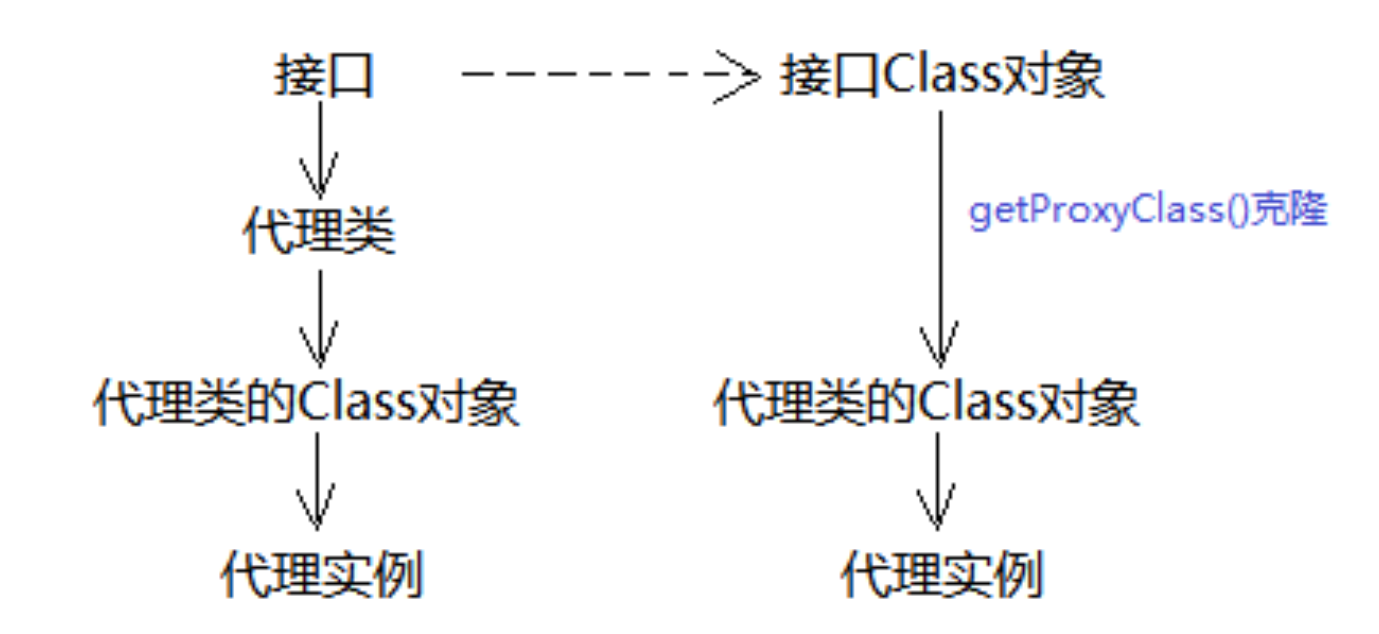 接口
接口Class对象
getProxyClass()克隆
代理类
代理类的Class对象
代理类的Class对象
代理实例
代理实例